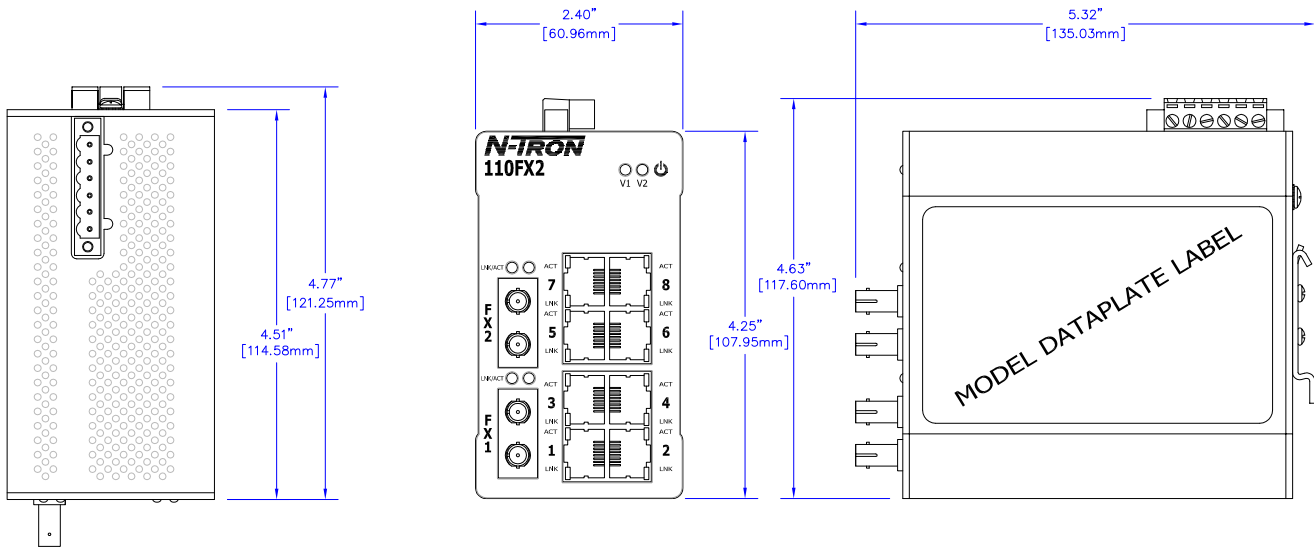 2.40”
[60.96mm]
5.32”
[135.03mm]
4.77”
[121.25mm]
4.51”
[114.58mm]
N-TRON
110FX2
V1 V2
LNK/ACT
ACT
7
LNK
ACT
8
LNK
FX2
ACT
5
LNK
ACT
6
LNK
LNK/ACT
ACT
3
LNK
ACT
4
LNK
FX1
ACT
1
LNK
ACT
2
LNK
4.63”
[117.60mm]
4.25”
[107.95mm]
MODEL DATAPLATE LABEL